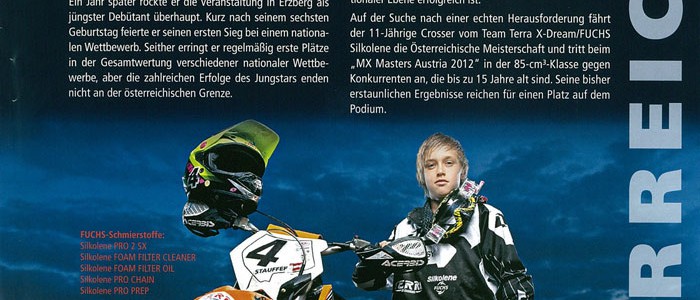 Ein Jahr später rockte er die Veranstaltung in Erzberg als
jüngster Debütant überhaupt. Kurz nach seinem sechsten
Geburtstag feierte er seinen ersten Sieg bei einem nationa-
len Wettbewerb. Seither erringt er regelmäßig erste Plätze
in der Gesamtwertung verschiedener nationaler Wettbe-
werbe, aber die zahlreichen Erfolge des Jungstars enden
nicht an der österreichischen Grenze.
tionaler Ebene erfolgreich ist.
Auf der Suche nach einer echten Herausforderung fährt
der 11-Jährige Crosser vom Team Terra X-Dream/FUCHS
Silkolene die Österreichische Meisterschaft und tritt beim
„MX Masters Austria 2012“ in der 85-cm³-Klasse gegen
Konkurrenten an, die bis zu 15 Jahre alt sind. Seine bisher
erstaunlichen Ergebnisse reichen für einen Platz auf dem
Podium.
RREIC
FUCHS-Schmierstoffe:
Silkolene PRO 2 SX
Silkolene FOAM FILTER CLEANER
Silkolene FOAM FILTER OIL
Silkolene PRO CHAIN
Silkolene PRO PREP
ACERBIS
4
STAUFFER
ACERBIS
Silkolene
FUCHS